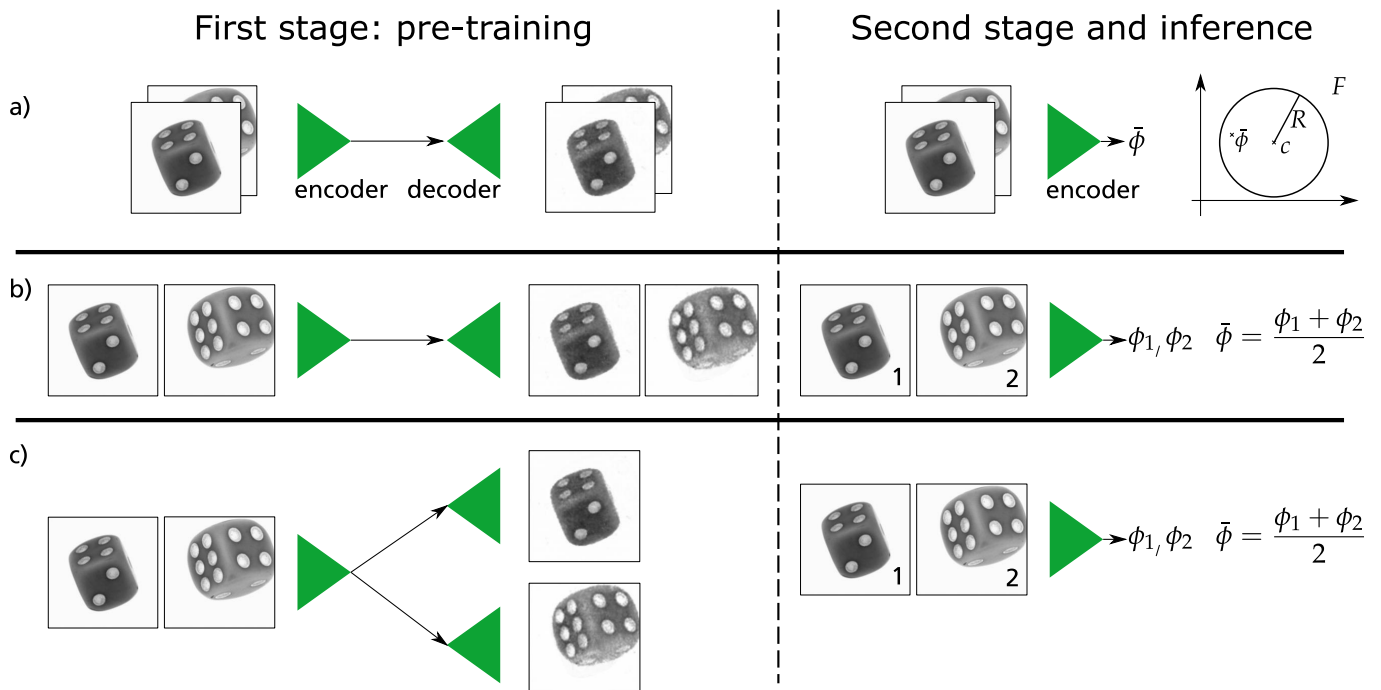 First stage: pre-training
Second stage and inference
a)
encoder
decoder
encoder
ϕ̄
F
R
ϕ̄
c
b)
1
2
ϕ₁, ϕ₂ ϕ̄ = (ϕ₁ + ϕ₂)/2
c)
1
2
ϕ₁, ϕ₂ ϕ̄ = (ϕ₁ + ϕ₂)/2